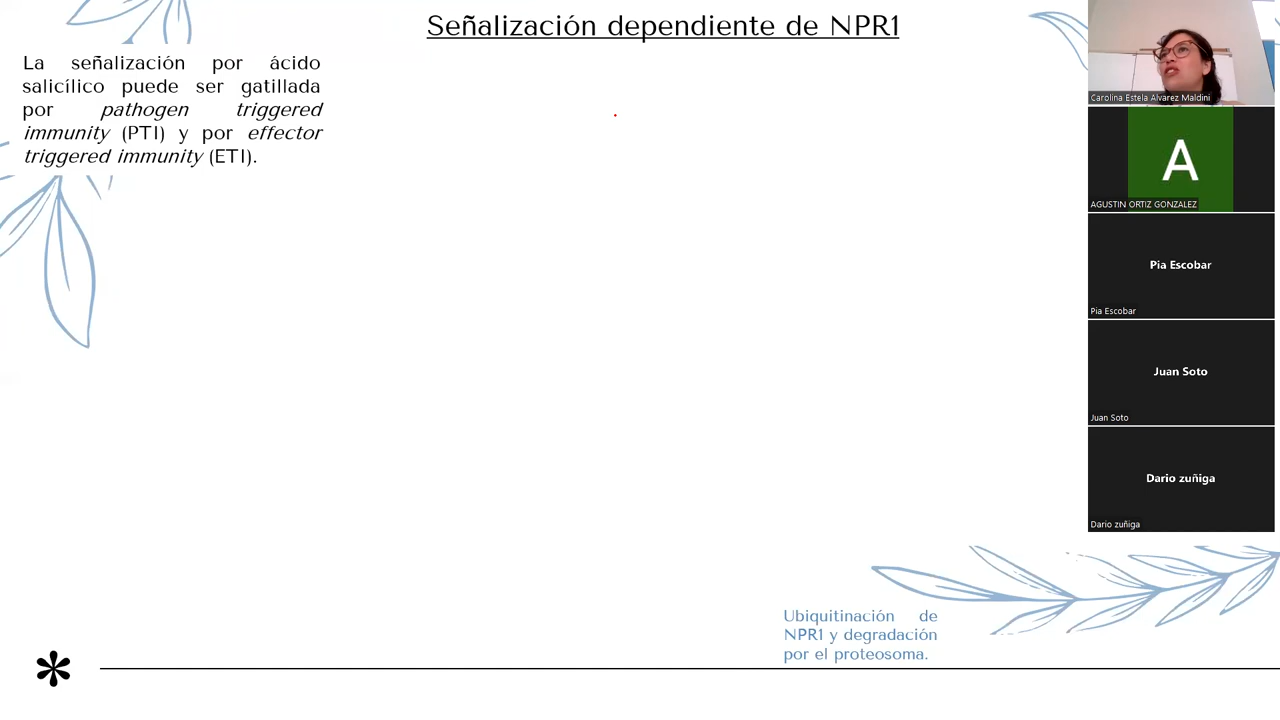 Señalización dependiente de NPR1
La señalización por ácido
salicílico puede ser gatillada
por pathogen triggered
immunity (PTI) y por effector
triggered immunity (ETI).
Ubiquitinación de
NPR1 y degradación
por el proteosoma.
*
Carolina Estela Alvarez Maldini
A
AGUSTIN ORTIZ GONZALEZ
Pia Escobar
Pia Escobar
Juan Soto
Juan Soto
Dario zuñiga
Dario zuñiga